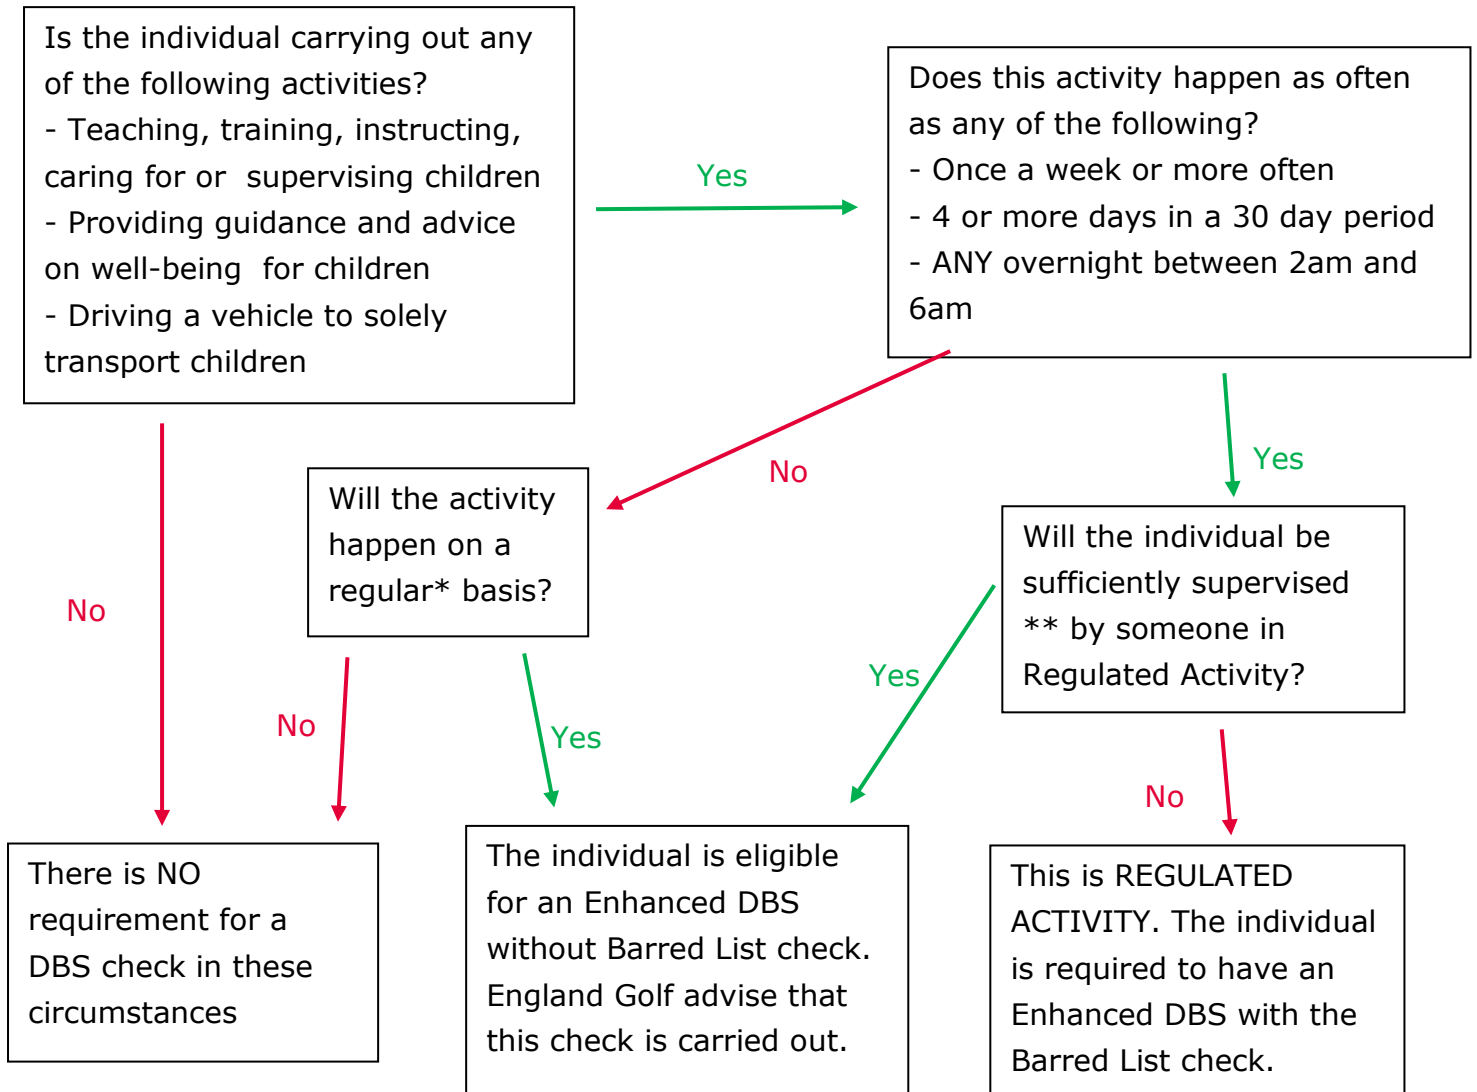 Is the individual carrying out any
of the following activities?
- Teaching, training, instructing,
caring for or  supervising children
- Providing guidance and advice
on well-being  for children
- Driving a vehicle to solely
transport children
Yes
Does this activity happen as often
as any of the following?
- Once a week or more often
- 4 or more days in a 30 day period
- ANY overnight between 2am and
6am
No
Yes
Will the activity
happen on a
regular* basis?
Will the individual be
sufficiently supervised
** by someone in
Regulated Activity?
No
No
Yes
Yes
No
There is NO
requirement for a
DBS check in these
circumstances
The individual is eligible
for an Enhanced DBS
without Barred List check.
England Golf advise that
this check is carried out.
This is REGULATED
ACTIVITY. The individual
is required to have an
Enhanced DBS with the
Barred List check.